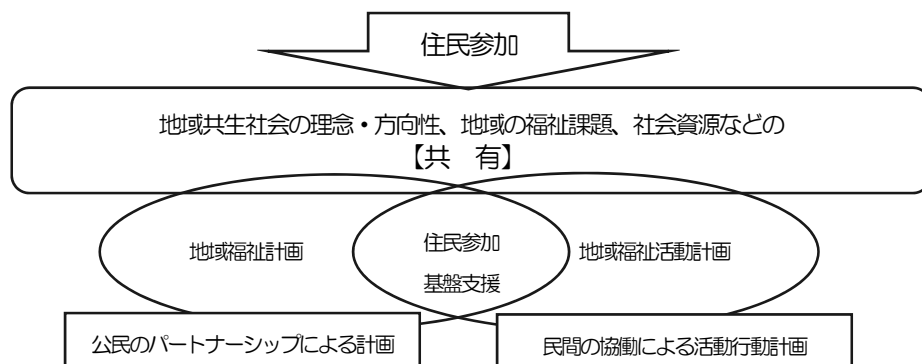 住民参加
地域共生社会の理念・方向性、地域の福祉課題、社会資源などの
【共　有】
地域福祉計画
住民参加
基盤支援
地域福祉活動計画
公民のパートナーシップによる計画
民間の協働による活動行動計画